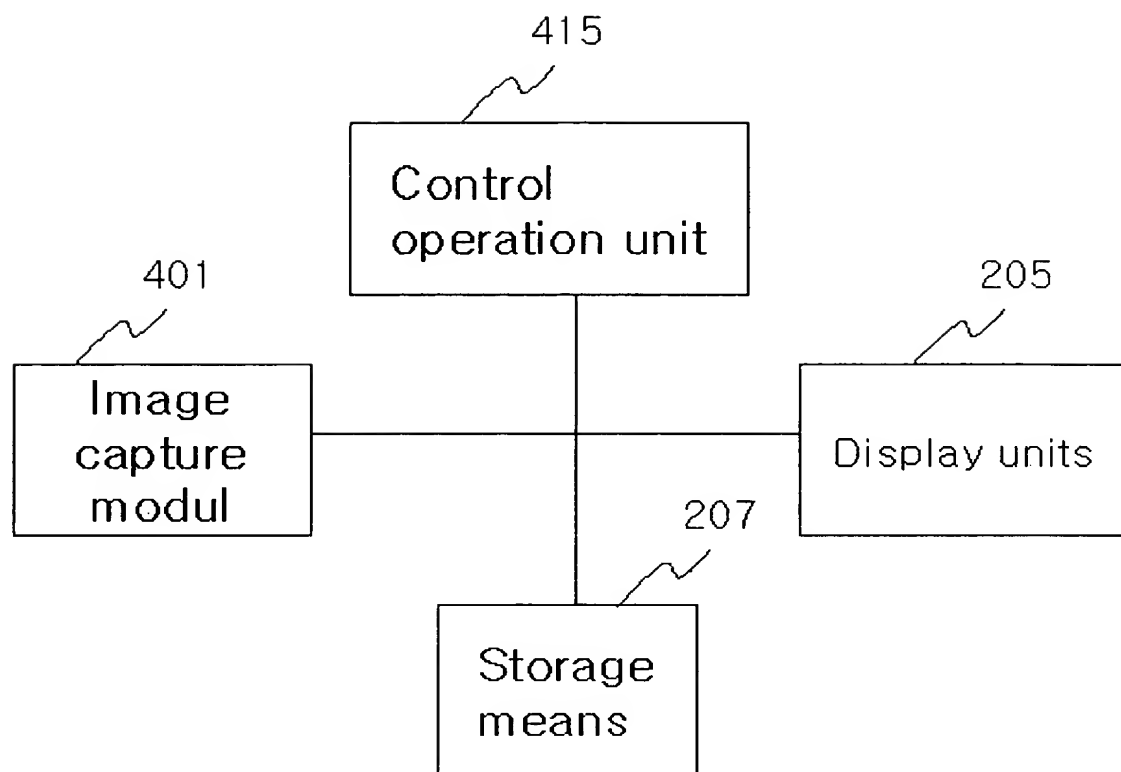 415
Control
operation unit
401
205
Image
capture
modul
Display units
207
Storage
means